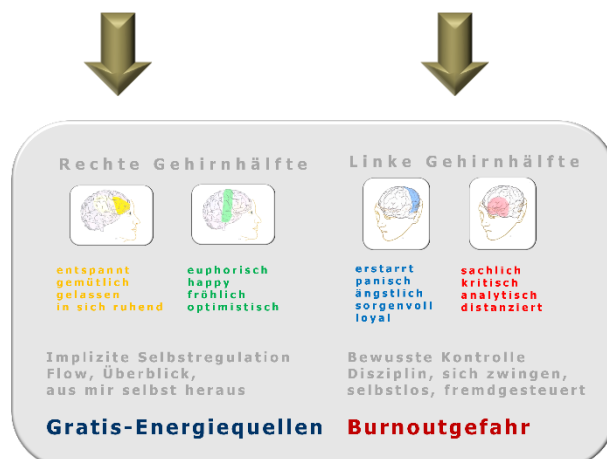 Rechte Gehirnhälfte
entspannt
gemütlich
gelassen
in sich ruhend
euphorisch
happy
fröhlich
optimistisch
Implizite Selbstregulation
Flow, Überblick,
aus mir selbst heraus
Gratis-Energiequellen
Linke Gehirnhälfte
erstarrt
panisch
ängstlich
sorgenvoll
loyal
sachlich
kritisch
analytisch
distanziert
Bewusste Kontrolle
Disziplin, sich zwingen,
selbstlos, fremdgesteuert
Burnoutgefahr